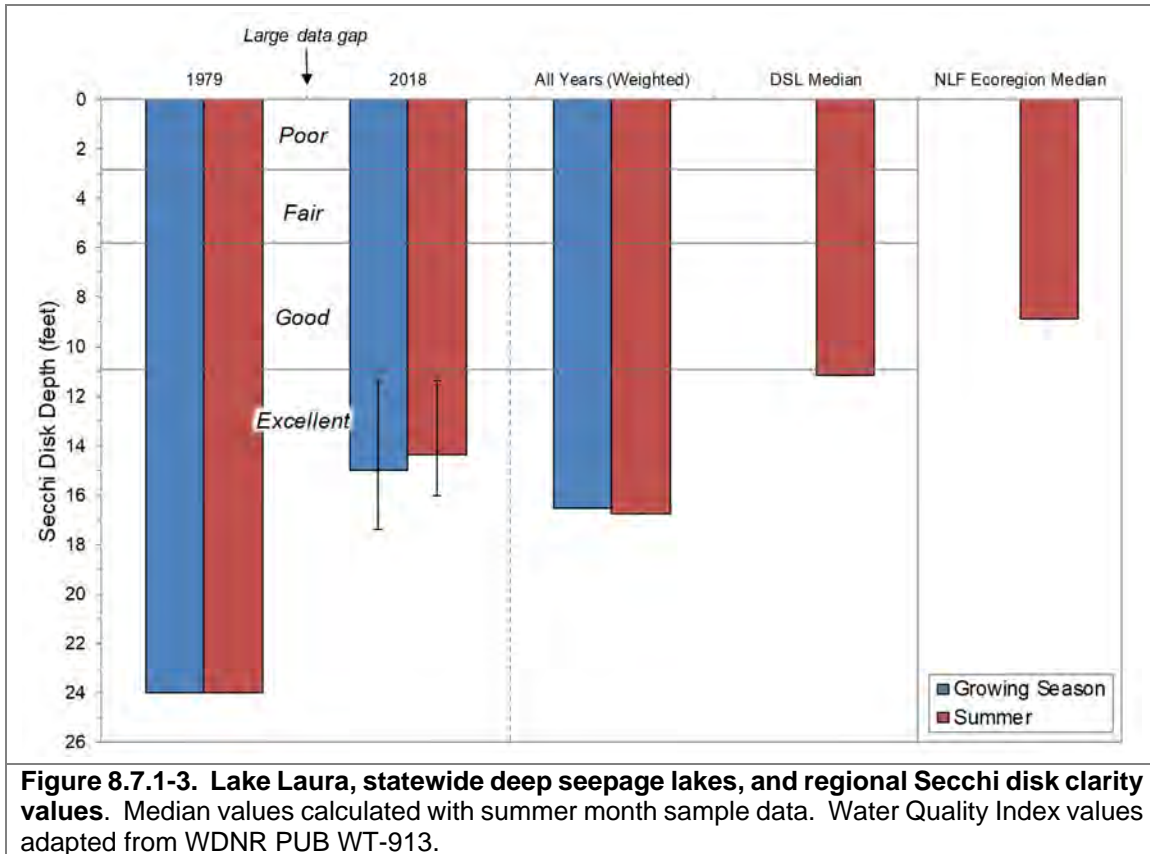 Large data gap
1979
2018
All Years (Weighted)
DSL Median
NLF Ecoregion Median
0
2
4
6
8
10
12
14
16
18
20
22
24
26
Secchi Disk Depth (feet)
Poor
Fair
Good
Excellent
Growing Season
Summer
Figure 8.7.1-3. Lake Laura, statewide deep seepage lakes, and regional Secchi disk clarity
values. Median values calculated with summer month sample data. Water Quality Index values
adapted from WDNR PUB WT-913.